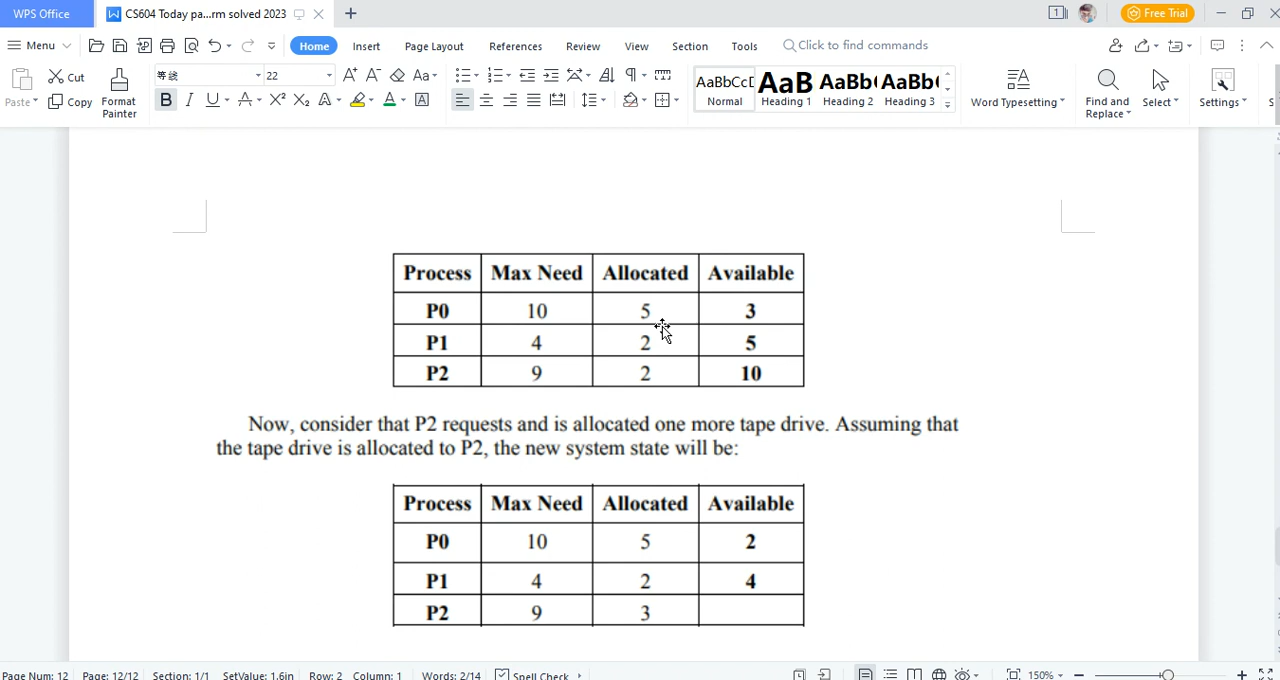 WPS Office
CS604 Today pa...rm solved 2023
1
Free Trial
Menu
Home
Insert
Page Layout
References
Review
View
Section
Tools
Click to find commands
Paste
Cut
Copy
Format Painter
22
Normal
Heading 1
Heading 2
Heading 3
Word Typesetting
Find and Replace
Select
Settings
Process Max Need Allocated Available
P0 10 5 3
P1 4 2 5
P2 9 2 10
Now, consider that P2 requests and is allocated one more tape drive. Assuming that
the tape drive is allocated to P2, the new system state will be:
Process Max Need Allocated Available
P0 10 5 2
P1 4 2 4
P2 9 3
Page Num: 12 Page: 12/12 Section: 1/1 SetValue: 1.6in Row: 2 Column: 1 Words: 2/14 Spell Check 150%